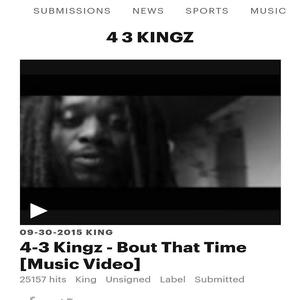 SUBMISSIONS NEWS SPORTS MUSIC
4 3 KINGZ
09-30-2015 KING
4-3 Kingz - Bout That Time
[Music Video]
25157 hits King Unsigned Label Submitted